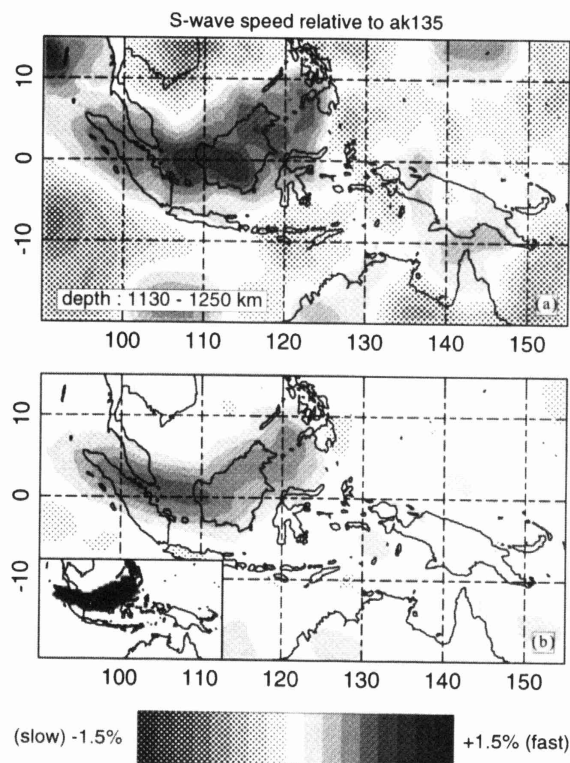 S-wave speed relative to ak135
10
0
-10
depth : 1130 - 1250 km
(a)
100 110 120 130 140 150
10
0
-10
(b)
100 110 120 130 140 150
(slow) -1.5% +1.5% (fast)